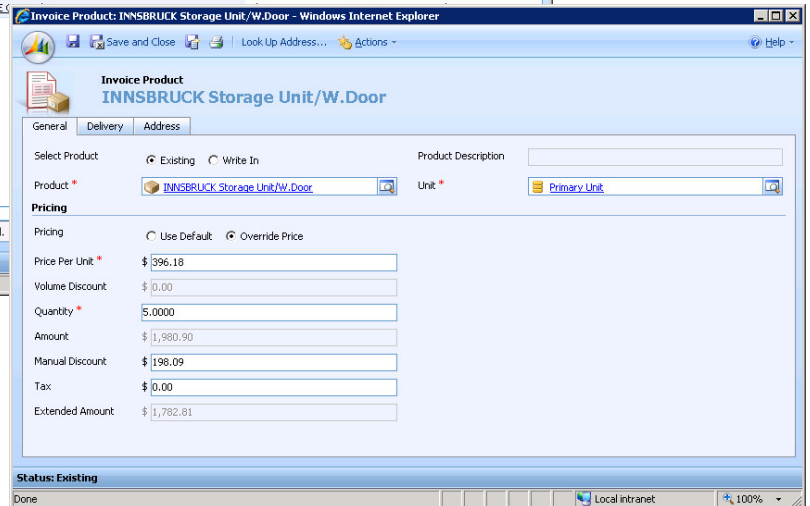 Invoice Product: INNSBRUCK Storage Unit/W.Door - Windows Internet Explorer
Save and Close Look Up Address... Actions Help
Invoice Product
INNSBRUCK Storage Unit/W.Door
General Delivery Address
Select Product Existing Write In Product Description
Product * INNSBRUCK Storage Unit/W.Door Unit * Primary Unit
Pricing
Pricing Use Default Override Price
Price Per Unit * $ 396.18
Volume Discount $ 0.00
Quantity * 5.0000
Amount $ 1,980.90
Manual Discount $ 198.09
Tax $ 0.00
Extended Amount $ 1,782.81
Status: Existing
Done Local intranet 100%